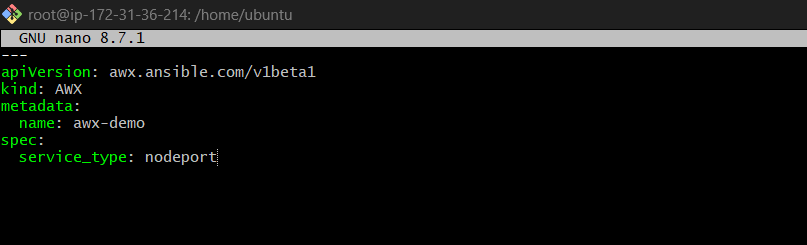 root@ip-172-31-36-214: /home/ubuntu
GNU nano 8.7.1
---
apiVersion: awx.ansible.com/v1beta1
kind: AWX
metadata:
  name: awx-demo
spec:
  service_type: nodeport